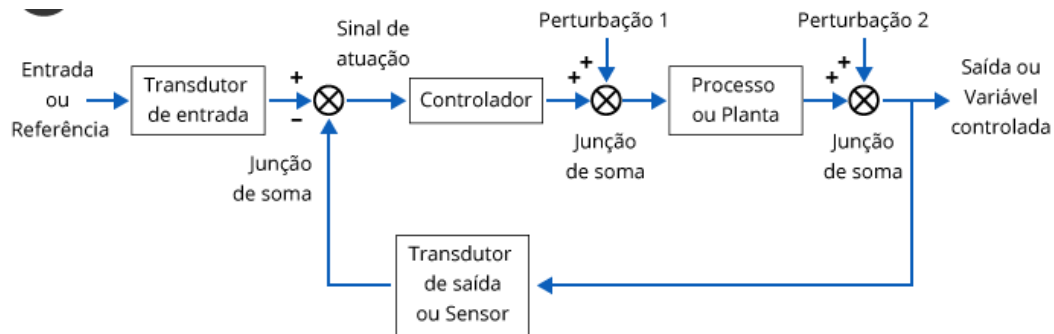 Perturbação 1
Perturbação 2
Sinal de
atuação
Entrada
ou
Referência
Transdutor
de entrada
+
−
Controlador
+
+
Processo
ou Planta
+
+
Saída ou
Variável
controlada
Junção
de soma
Junção
de soma
Junção
de soma
Transdutor
de saída
ou Sensor